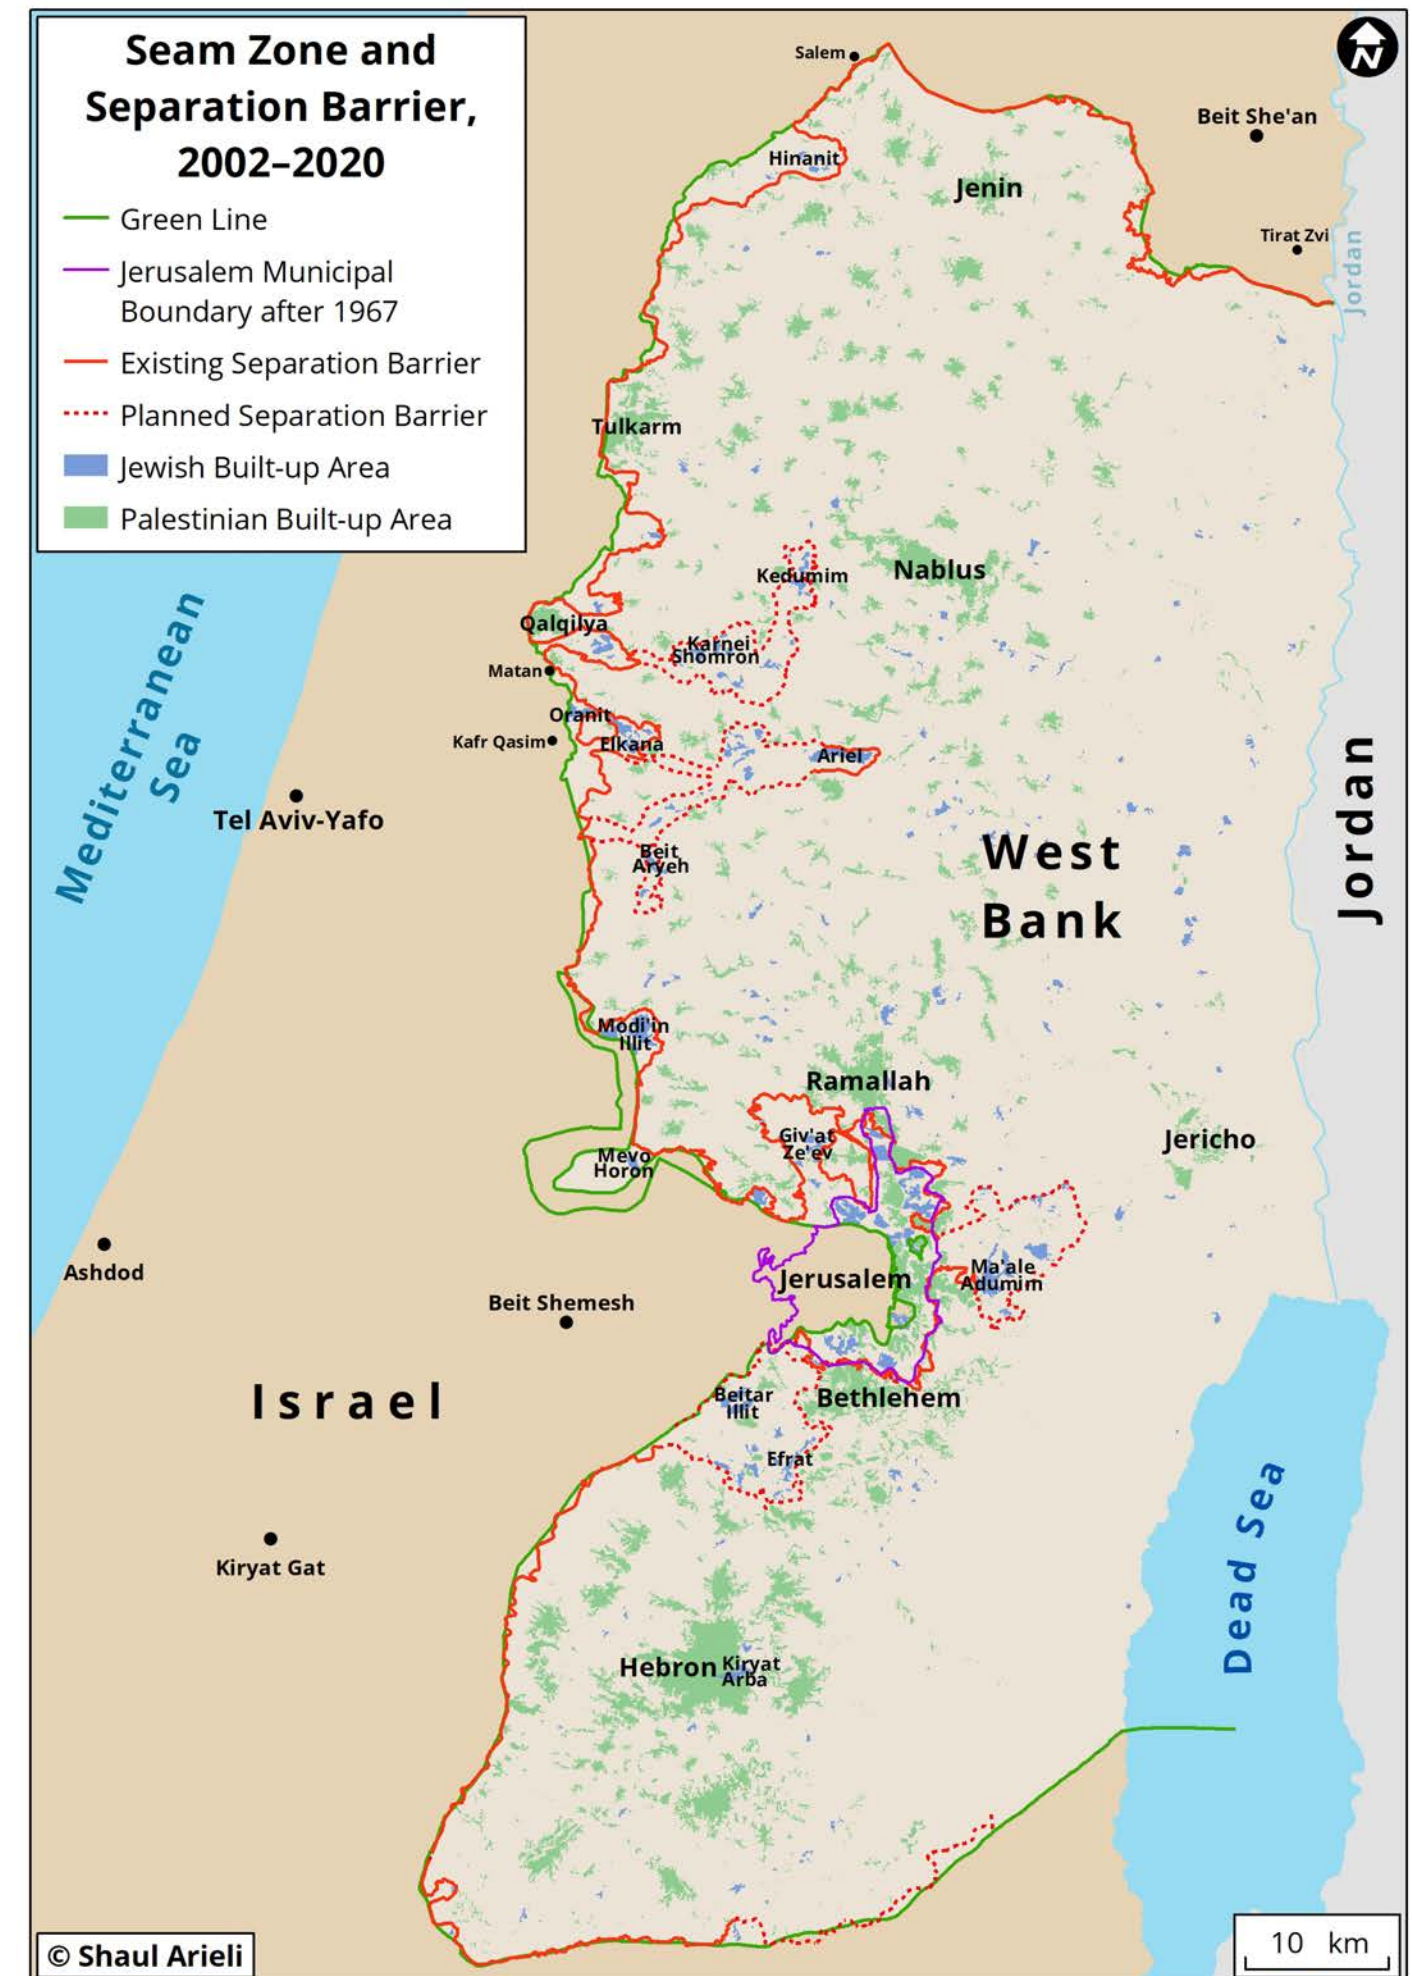 Seam Zone and
Separation Barrier,
2002–2020
Green Line
Jerusalem Municipal
Boundary after 1967
Existing Separation Barrier
Planned Separation Barrier
Jewish Built-up Area
Palestinian Built-up Area
N
Salem
Beit She'an
Hinanit
Jenin
Tirat Zvi
Jordan
Tulkarm
Kedumim
Nablus
Qalqilya
Karnei
Shomron
Matan
Oranit
Kafr Qasim
Elkana
Ariel
Mediterranean
Sea
Tel Aviv-Yafo
Beit
Aryeh
West
Bank
Jordan
Modi'in
Illit
Ramallah
Giv'at
Ze'ev
Jericho
Mevo
Horon
Ashdod
Jerusalem
Ma'ale
Adumim
Beit Shemesh
Israel
Beitar
Illit
Bethlehem
Efrat
Kiryat Gat
Dead Sea
Hebron
Kiryat
Arba
© Shaul Arieli
10 km